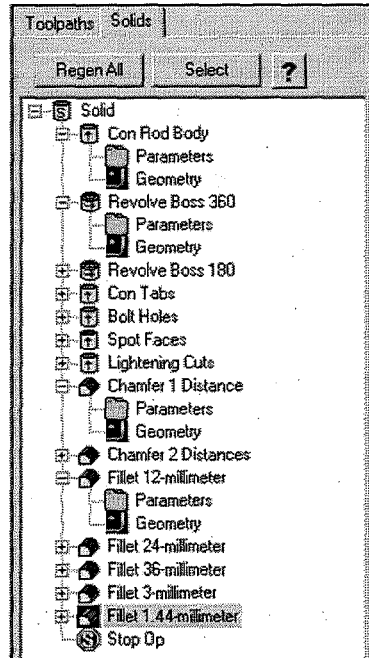 Toolpaths Solids
Regen All Select ?
Solid
Con Rod Body
Parameters
Geometry
Revolve Boss 360
Parameters
Geometry
Revolve Boss 180
Con Tabs
Bolt Holes
Spot Faces
Lightening Cuts
Chamfer 1 Distance
Parameters
Geometry
Chamfer 2 Distances
Fillet 12-millimeter
Parameters
Geometry
Fillet 24-millimeter
Fillet 36-millimeter
Fillet 3-millimeter
Fillet 1.44-millimeter
Stop Op